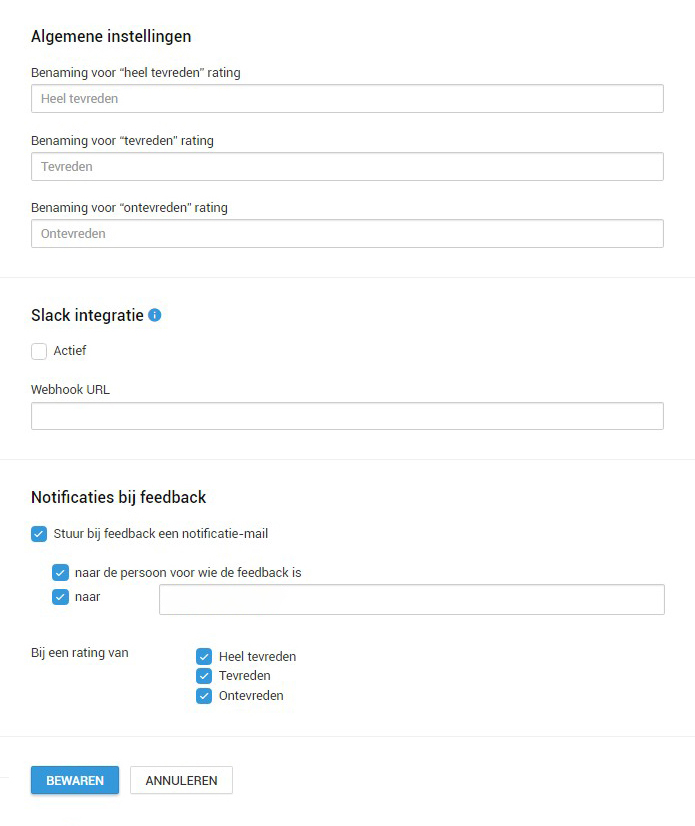 Algemene instellingen
Benaming voor “heel tevreden” rating
Heel tevreden
Benaming voor “tevreden” rating
Tevreden
Benaming voor “ontevreden” rating
Ontevreden
Slack integratie
Actief
Webhook URL
Notificaties bij feedback
Stuur bij feedback een notificatie-mail
naar de persoon voor wie de feedback is
naar
Bij een rating van
Heel tevreden
Tevreden
Ontevreden
BEWAREN ANNULEREN